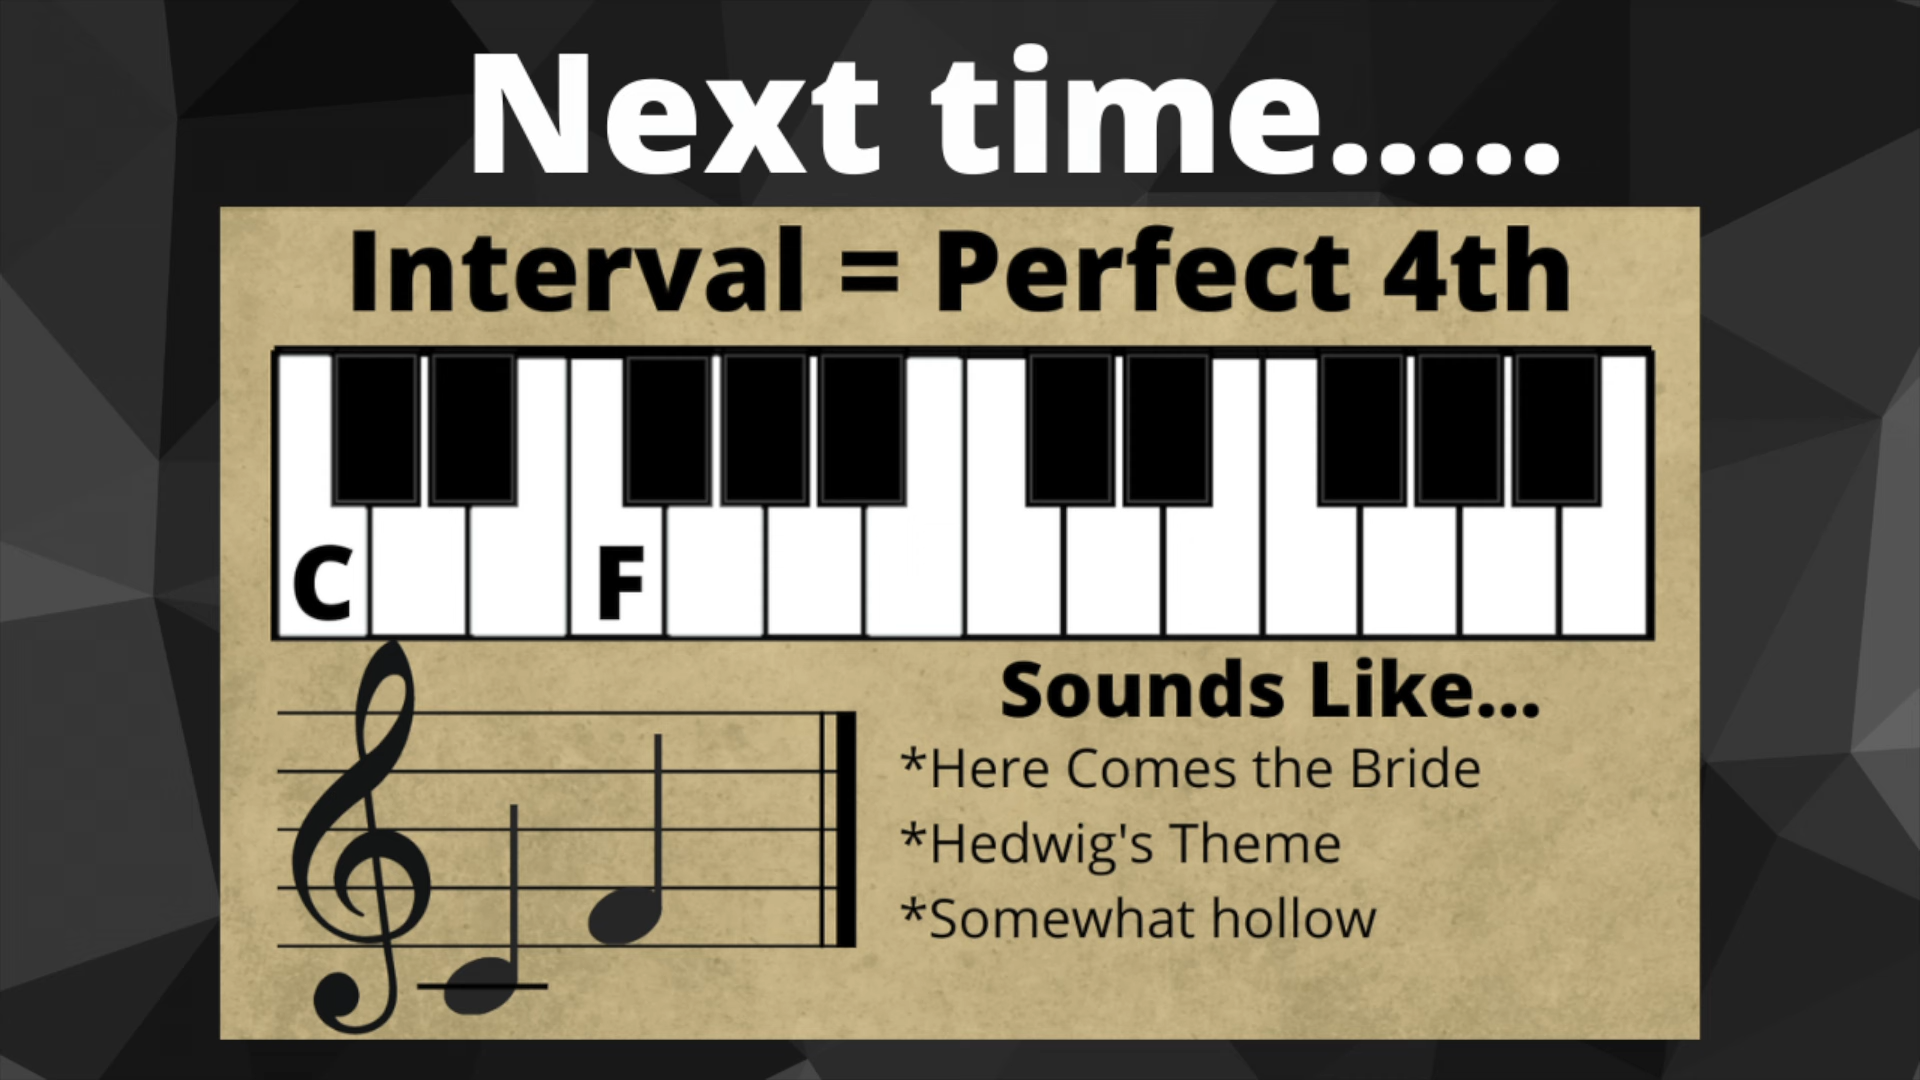 Next time.....
Interval = Perfect 4th
C F
Sounds Like...
*Here Comes the Bride
*Hedwig's Theme
*Somewhat hollow